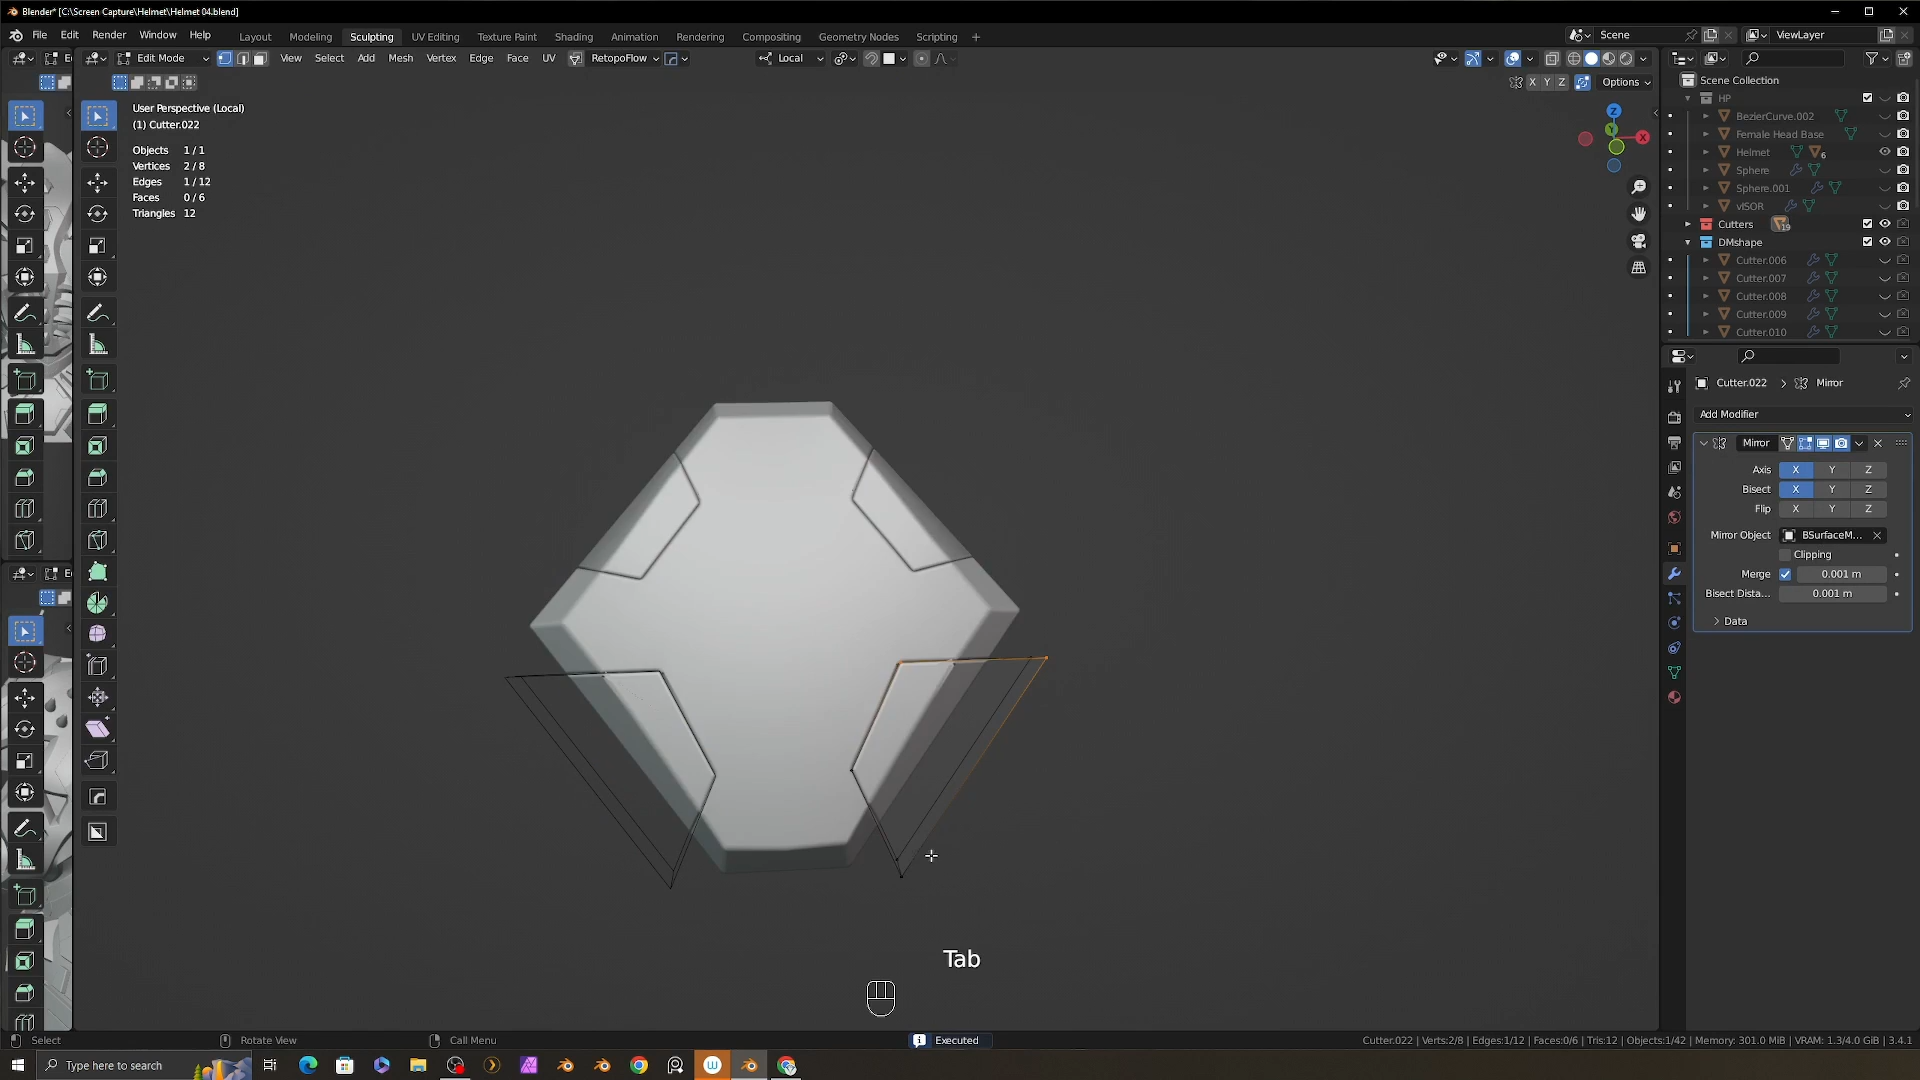 Blender* [C:\Screen Capture\Helmet\Helmet 04.blend]
File Edit Render Window Help
Layout Modeling Sculpting UV Editing Texture Paint Shading Animation Rendering Compositing Geometry Nodes Scripting +
Scene
ViewLayer
Edit Mode
View Select Add Mesh Vertex Edge Face UV
RetopoFlow
Local
X Y Z
Options
User Perspective (Local)
(1) Cutter.022
Objects 1 / 1
Vertices 2 / 8
Edges 1 / 12
Faces 0 / 6
Triangles 12
Z
Y
X
Scene Collection
HP
BezierCurve.002
Female Head Base
Helmet 6
Sphere
Sphere.001
vISOR
Cutters 19
DMshape
Cutter.006
Cutter.007
Cutter.008
Cutter.009
Cutter.010
Cutter.022 > Mirror
Add Modifier
Mirror
Axis X Y Z
Bisect X Y Z
Flip X Y Z
Mirror Object BSurfaceM...
Clipping
Merge 0.001 m
Bisect Dista... 0.001 m
Data
Tab
Select
Rotate View
Call Menu
Executed
Cutter.022 | Verts:2/8 | Edges:1/12 | Faces:0/6 | Tris:12 | Objects:1/42 | Memory: 301.0 MiB | VRAM: 1.3/4.0 GiB | 3.4.1
Type here to search